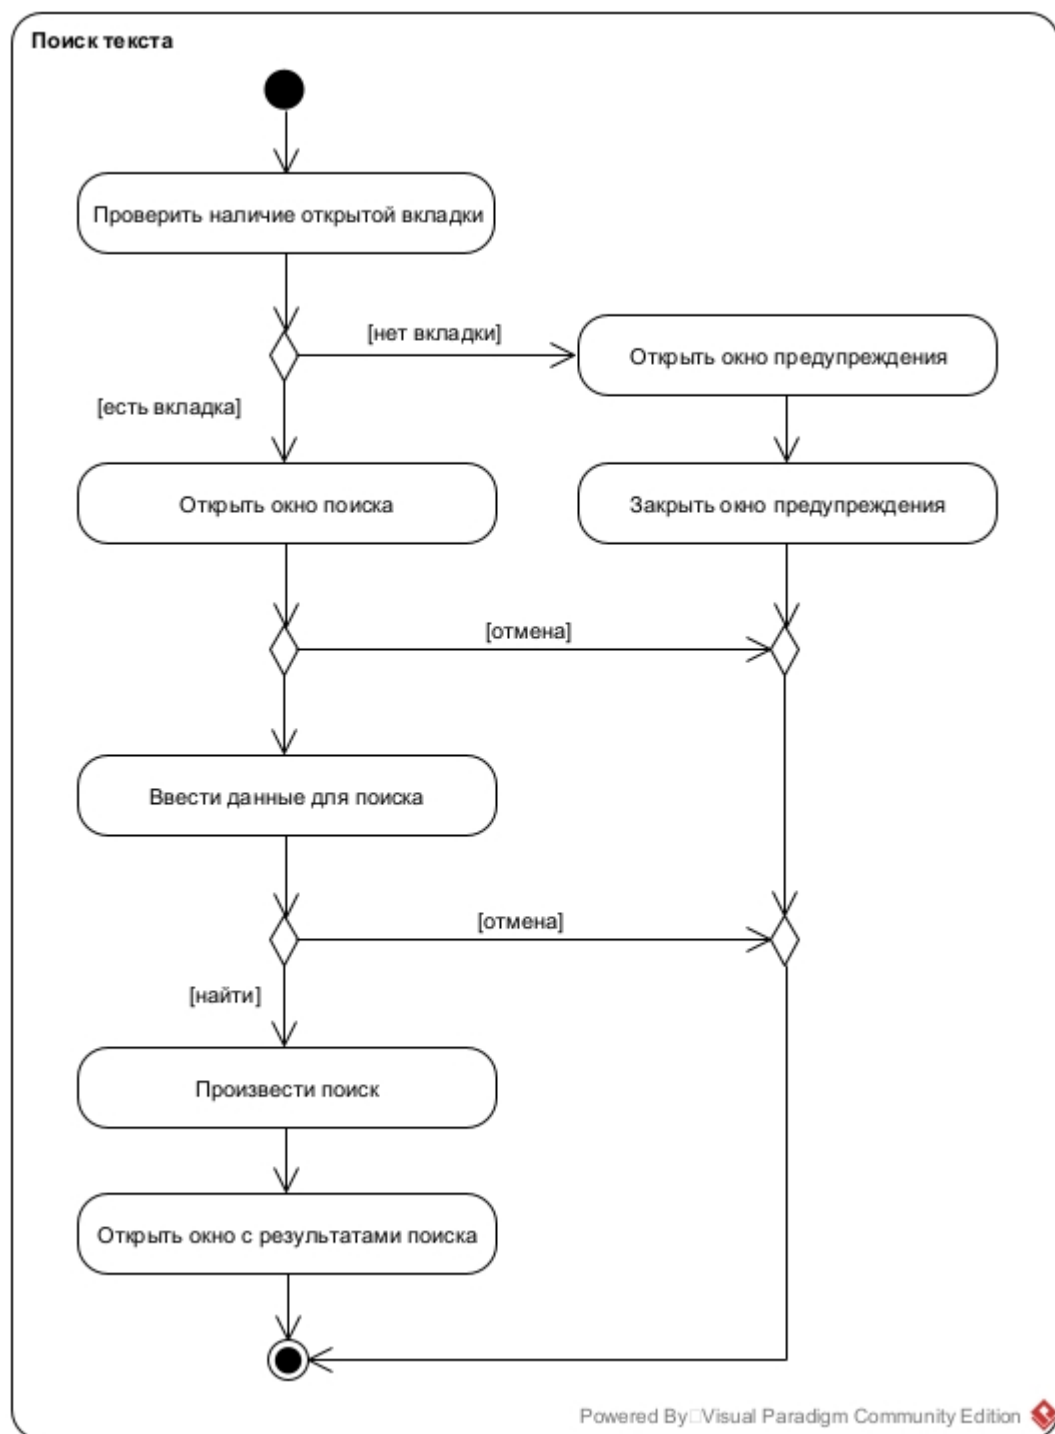 Поиск текста
Проверить наличие открытой вкладки
[нет вкладки]
Открыть окно предупреждения
[есть вкладка]
Открыть окно поиска
Закрыть окно предупреждения
[отмена]
Ввести данные для поиска
[отмена]
[найти]
Произвести поиск
Открыть окно с результатами поиска
Powered By Visual Paradigm Community Edition